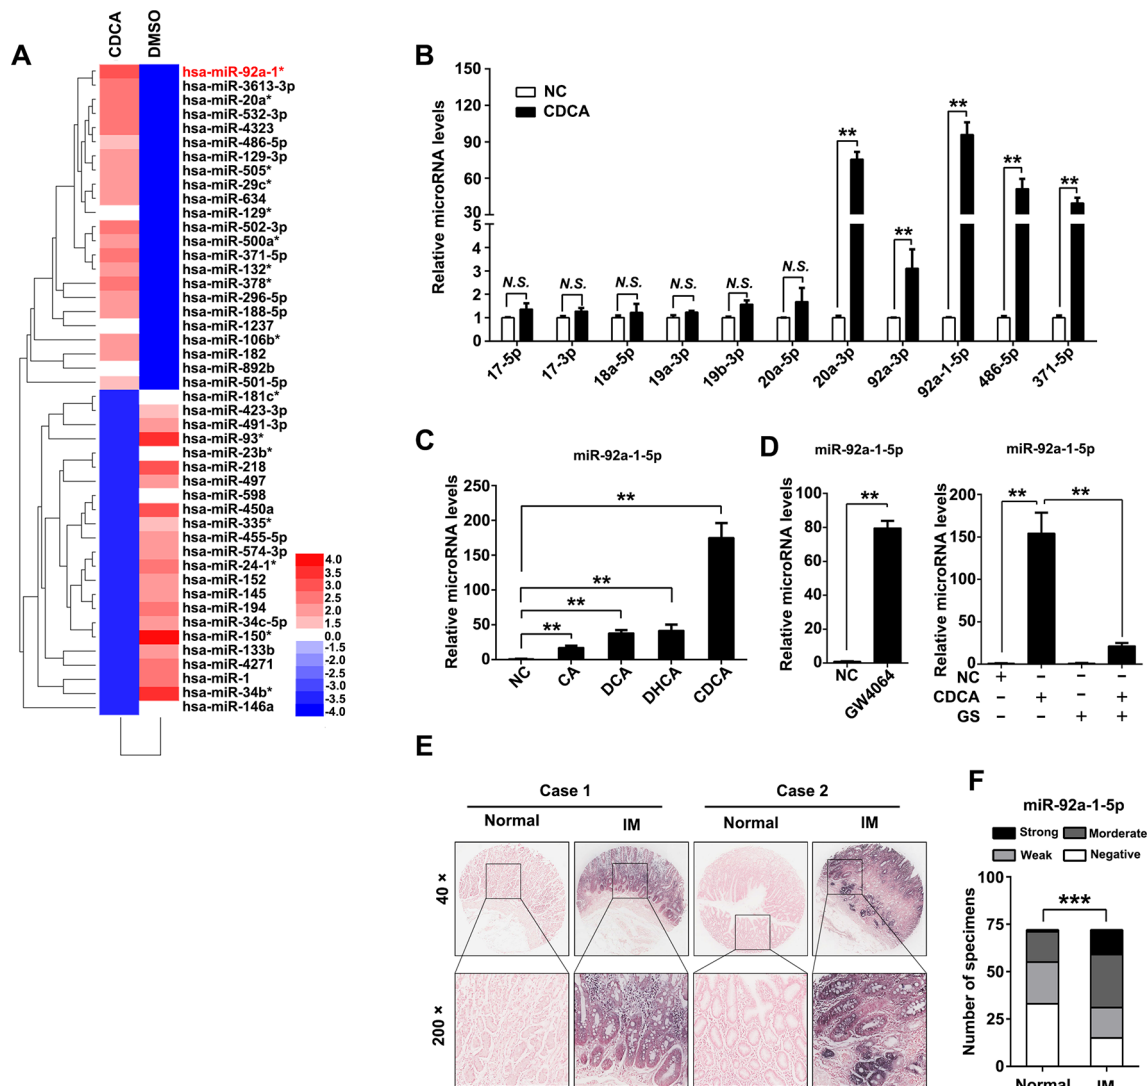 A
CDCA
DMSO
hsa-miR-92a-1*
hsa-miR-3613-3p
hsa-miR-20a*
hsa-miR-532-3p
hsa-miR-4323
hsa-miR-486-5p
hsa-miR-129-3p
hsa-miR-505*
hsa-miR-29c*
hsa-miR-634
hsa-miR-129*
hsa-miR-502-3p
hsa-miR-500a*
hsa-miR-371-5p
hsa-miR-132*
hsa-miR-378*
hsa-miR-296-5p
hsa-miR-188-5p
hsa-miR-1237
hsa-miR-106b*
hsa-miR-182
hsa-miR-892b
hsa-miR-501-5p
hsa-miR-181c*
hsa-miR-423-3p
hsa-miR-491-3p
hsa-miR-93*
hsa-miR-23b*
hsa-miR-218
hsa-miR-497
hsa-miR-598
hsa-miR-450a
hsa-miR-335*
hsa-miR-455-5p
hsa-miR-574-3p
hsa-miR-24-1*
hsa-miR-152
hsa-miR-145
hsa-miR-194
hsa-miR-34c-5p
hsa-miR-150*
hsa-miR-133b
hsa-miR-4271
hsa-miR-1
hsa-miR-34b*
hsa-miR-146a
4.0
3.5
3.0
2.5
2.0
1.5
0.0
-1.5
-2.0
-2.5
-3.0
-3.5
-4.0
B
Relative microRNA levels
150
120
90
60
30
5
4
3
2
1
0
NC
CDCA
N.S. N.S. N.S. N.S. N.S. N.S. ** ** ** ** **
17-5p 17-3p 18a-5p 19a-3p 19b-3p 20a-5p 20a-3p 92a-3p 92a-1-5p 486-5p 371-5p
C
miR-92a-1-5p
Relative microRNA levels
250
200
150
100
50
0
**
**
**
**
NC CA DCA DHCA CDCA
D
miR-92a-1-5p
Relative microRNA levels
100
80
60
40
20
0
**
NC GW4064
miR-92a-1-5p
Relative microRNA levels
200
150
100
50
0
** **
NC + − − −
CDCA − + − +
GS − − + +
E
Case 1 Case 2
Normal IM Normal IM
40 ×
200 ×
F
miR-92a-1-5p
Strong Morderate
Weak Negative
Number of specimens
100
75
50
25
0
***
Normal IM